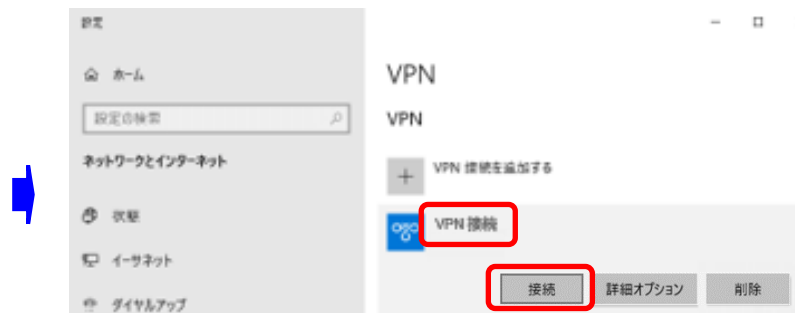 設定
ホーム
設定の検索
ネットワークとインターネット
状態
イーサネット
ダイヤルアップ
VPN
VPN
VPN 接続を追加する
VPN 接続
接続
詳細オプション
削除